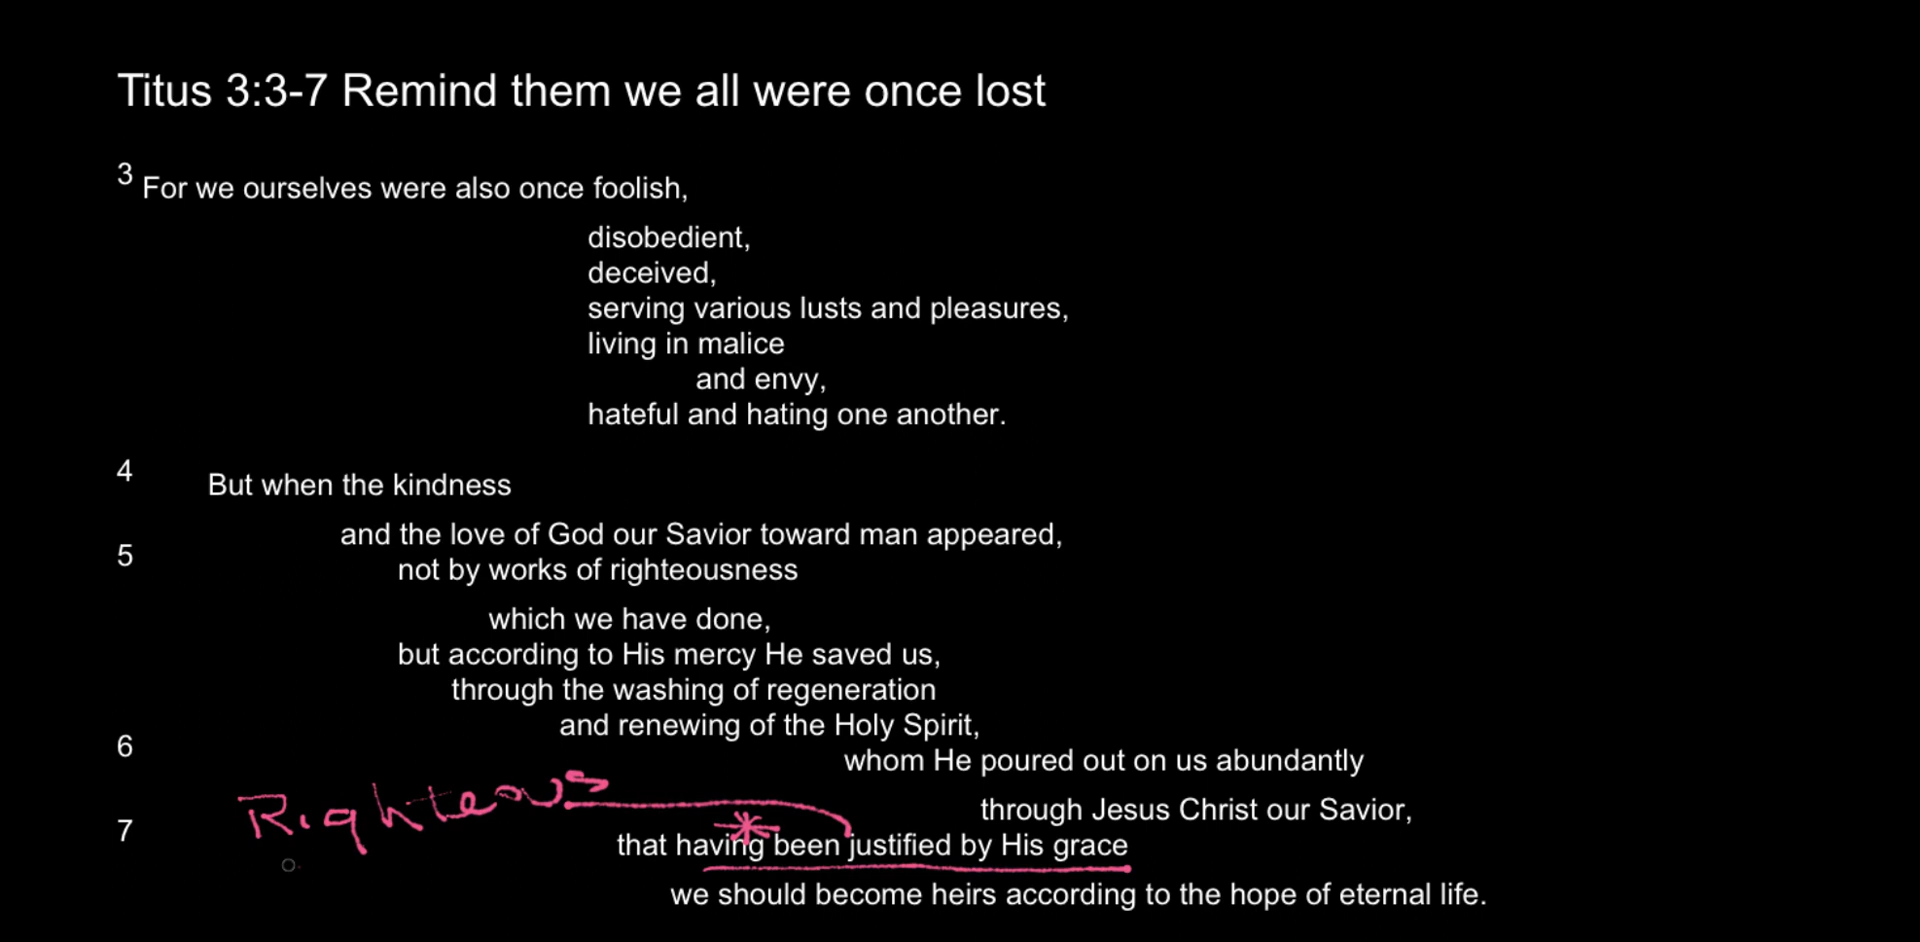 Titus 3:3-7 Remind them we all were once lost
3 For we ourselves were also once foolish,
disobedient,
deceived,
serving various lusts and pleasures,
living in malice
and envy,
hateful and hating one another.
4 But when the kindness
and the love of God our Savior toward man appeared,
5 not by works of righteousness
which we have done,
but according to His mercy He saved us,
through the washing of regeneration
and renewing of the Holy Spirit,
6 whom He poured out on us abundantly
through Jesus Christ our Savior,
Righteous
7 that having been justified by His grace
we should become heirs according to the hope of eternal life.